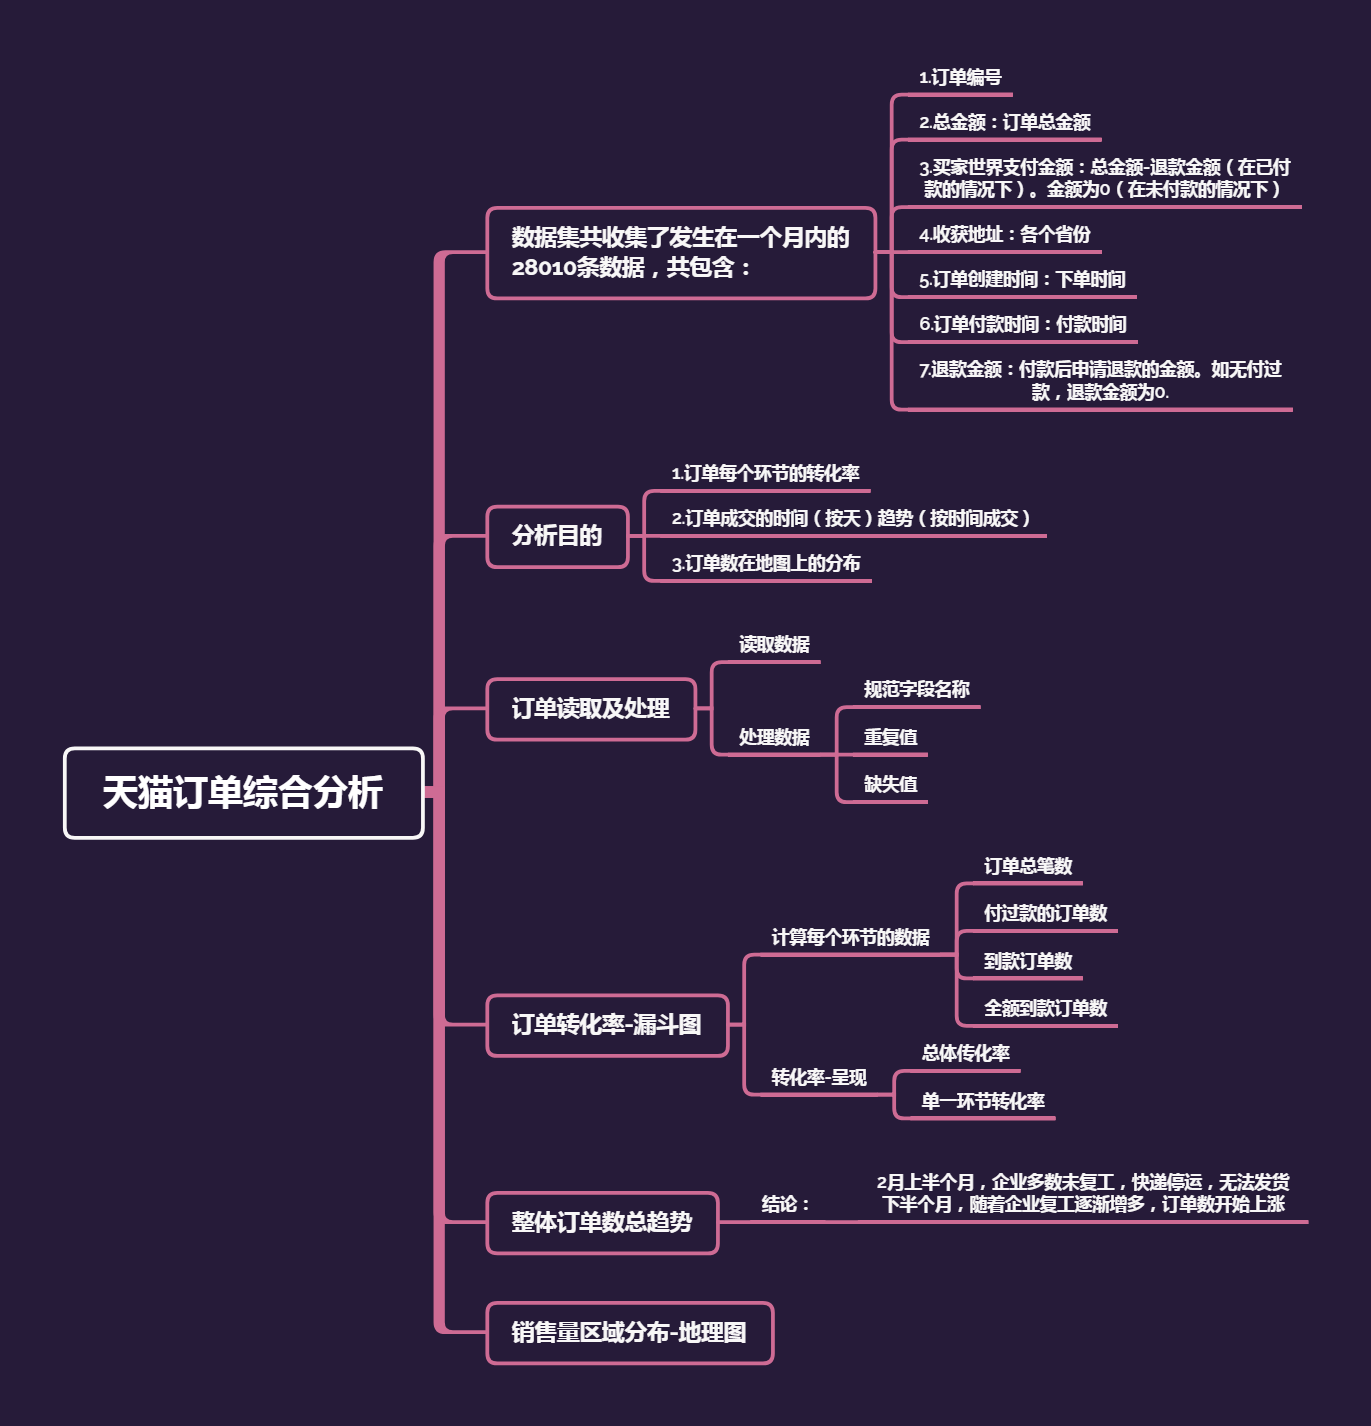 天猫订单综合分析
数据集共收集了发生在一个月内的
28010条数据，共包含：
1.订单编号
2.总金额：订单总金额
3.买家世界支付金额：总金额-退款金额（在已付
款的情况下）。金额为0（在未付款的情况下）
4.收获地址：各个省份
5.订单创建时间：下单时间
6.订单付款时间：付款时间
7.退款金额：付款后申请退款的金额。如无付过
款，退款金额为0.
分析目的
1.订单每个环节的转化率
2.订单成交的时间（按天）趋势（按时间成交）
3.订单数在地图上的分布
订单读取及处理
读取数据
处理数据
规范字段名称
重复值
缺失值
订单转化率-漏斗图
计算每个环节的数据
订单总笔数
付过款的订单数
到款订单数
全额到款订单数
转化率-呈现
总体传化率
单一环节转化率
整体订单数总趋势
结论：
2月上半个月，企业多数未复工，快递停运，无法发货
下半个月，随着企业复工逐渐增多，订单数开始上涨
销售量区域分布-地理图